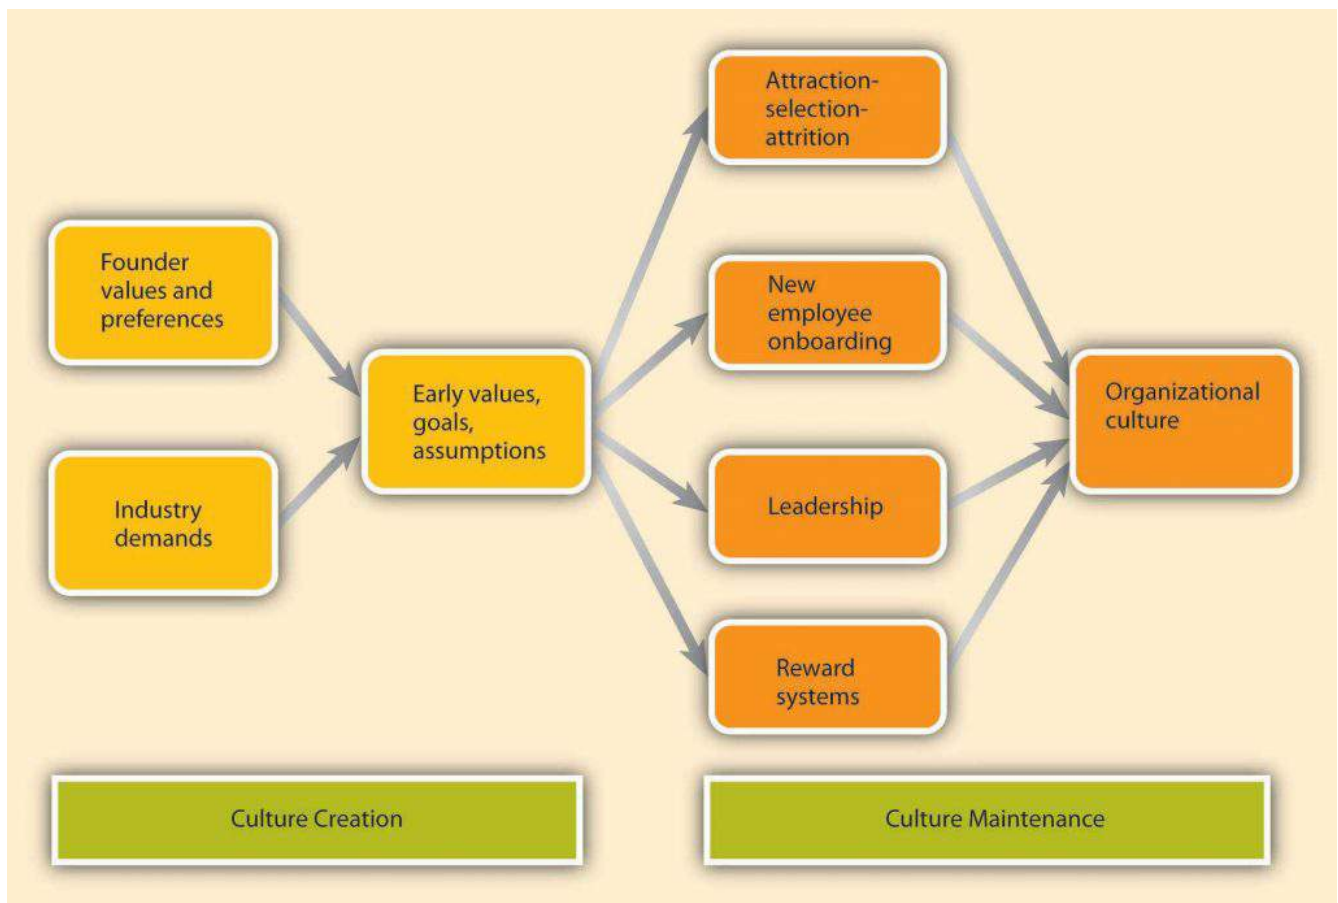 Founder
values and
preferences
Industry
demands
Early values,
goals,
assumptions
Attraction-
selection-
attrition
New
employee
onboarding
Leadership
Reward
systems
Organizational
culture
Culture Creation
Culture Maintenance